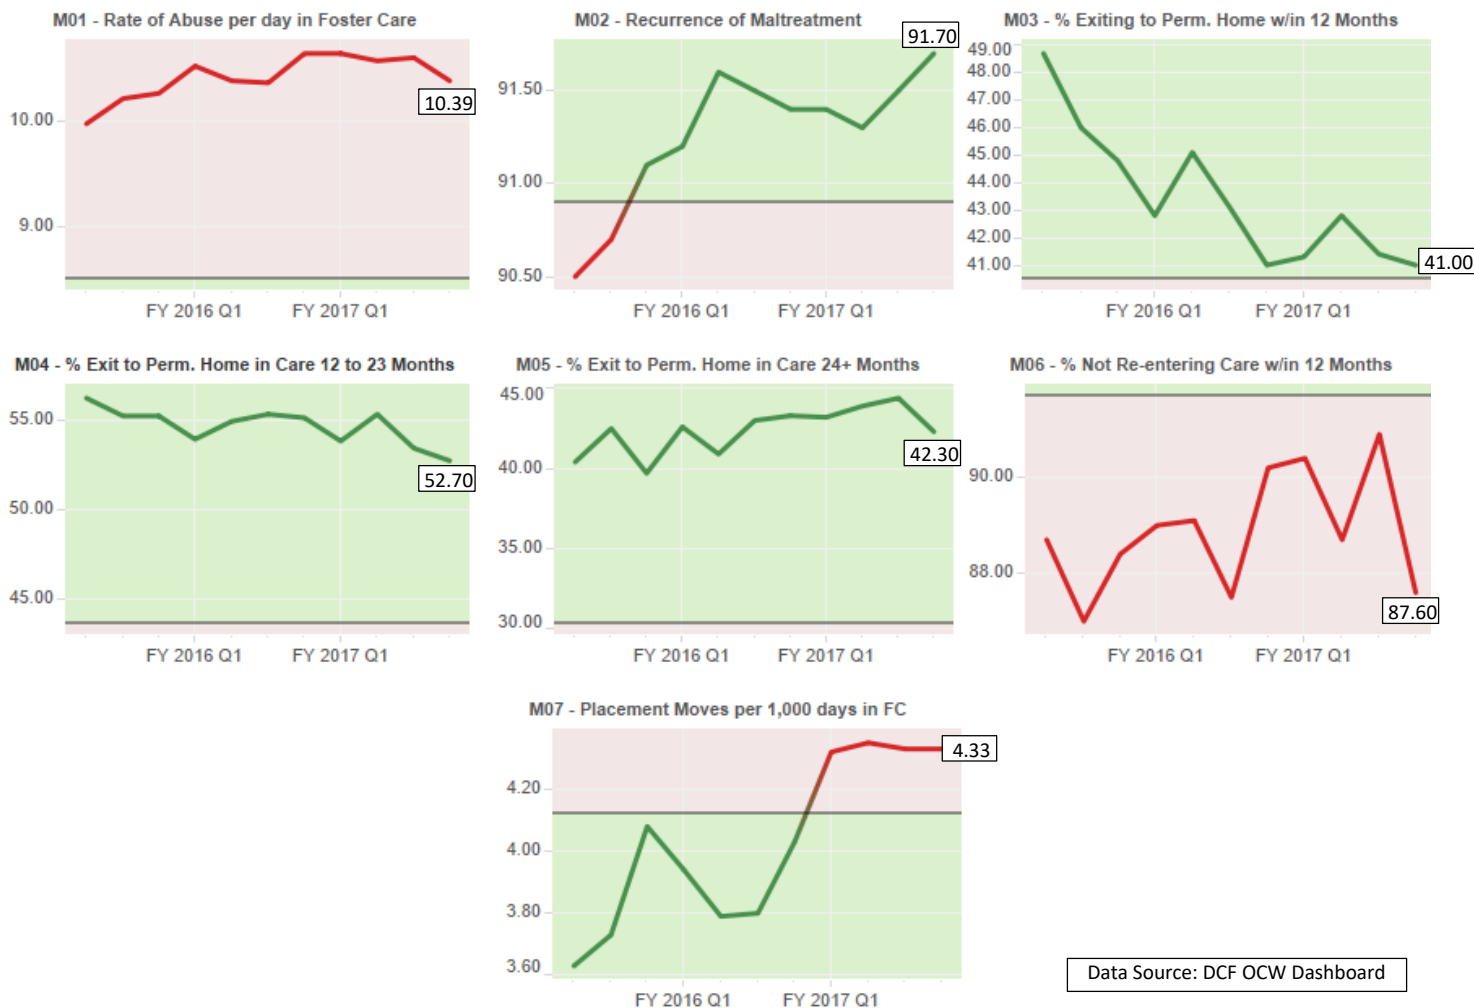 M01 - Rate of Abuse per day in Foster Care
10.00
9.00
10.39
FY 2016 Q1
FY 2017 Q1
M02 - Recurrence of Maltreatment
91.70
91.50
91.00
90.50
FY 2016 Q1
FY 2017 Q1
M03 - % Exiting to Perm. Home w/in 12 Months
49.00
48.00
47.00
46.00
45.00
44.00
43.00
42.00
41.00
41.00
FY 2016 Q1
FY 2017 Q1
M04 - % Exit to Perm. Home in Care 12 to 23 Months
55.00
50.00
45.00
52.70
FY 2016 Q1
FY 2017 Q1
M05 - % Exit to Perm. Home in Care 24+ Months
45.00
40.00
35.00
30.00
42.30
FY 2016 Q1
FY 2017 Q1
M06 - % Not Re-entering Care w/in 12 Months
90.00
88.00
87.60
FY 2016 Q1
FY 2017 Q1
M07 - Placement Moves per 1,000 days in FC
4.33
4.20
4.00
3.80
3.60
FY 2016 Q1
FY 2017 Q1
Data Source: DCF OCW Dashboard